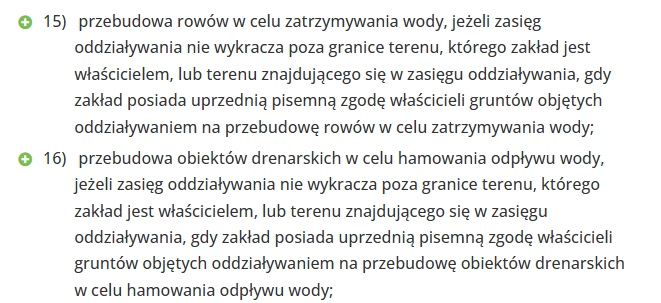 15) przebudowa rowów w celu zatrzymywania wody, jeżeli zasięg
oddziaływania nie wykracza poza granice terenu, którego zakład jest
właścicielem, lub terenu znajdującego się w zasięgu oddziaływania, gdy
zakład posiada uprzednią pisemną zgodę właścicieli gruntów objętych
oddziaływaniem na przebudowę rowów w celu zatrzymywania wody;
16) przebudowa obiektów drenarskich w celu hamowania odpływu wody,
jeżeli zasięg oddziaływania nie wykracza poza granice terenu, którego
zakład jest właścicielem, lub terenu znajdującego się w zasięgu
oddziaływania, gdy zakład posiada uprzednią pisemną zgodę właścicieli
gruntów objętych oddziaływaniem na przebudowę obiektów drenarskich
w celu hamowania odpływu wody;